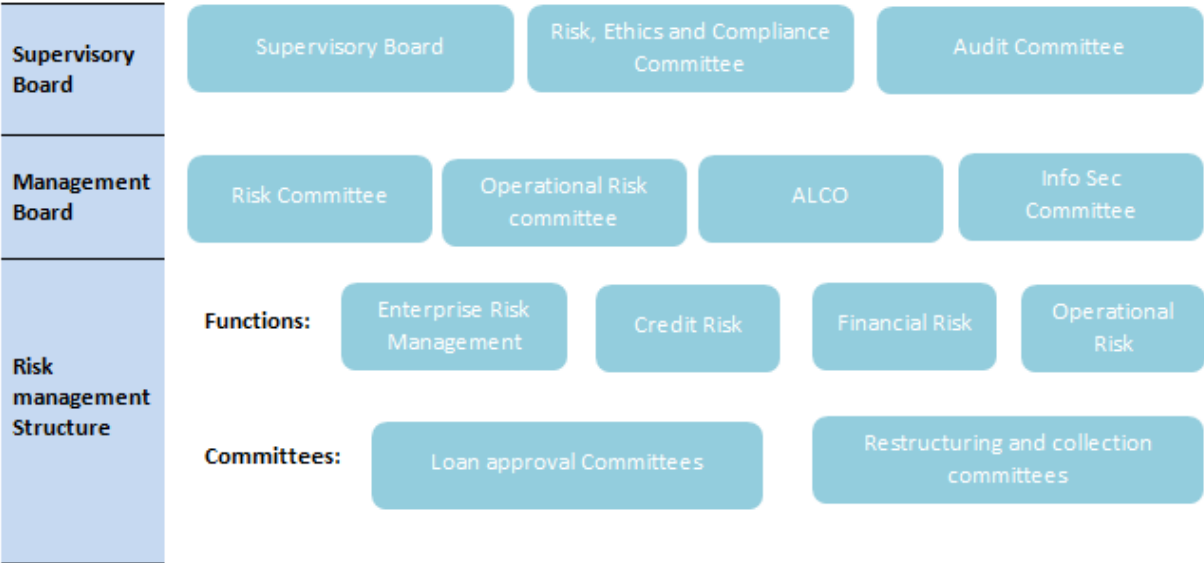 Supervisory
Board
Supervisory Board
Risk, Ethics and Compliance
Committee
Audit Committee
Management
Board
Risk Committee
Operational Risk
committee
ALCO
Info Sec
Committee
Risk
management
Structure
Functions:
Enterprise Risk
Management
Credit Risk
Financial Risk
Operational
Risk
Committees:
Loan approval Committees
Restructuring and collection
committees